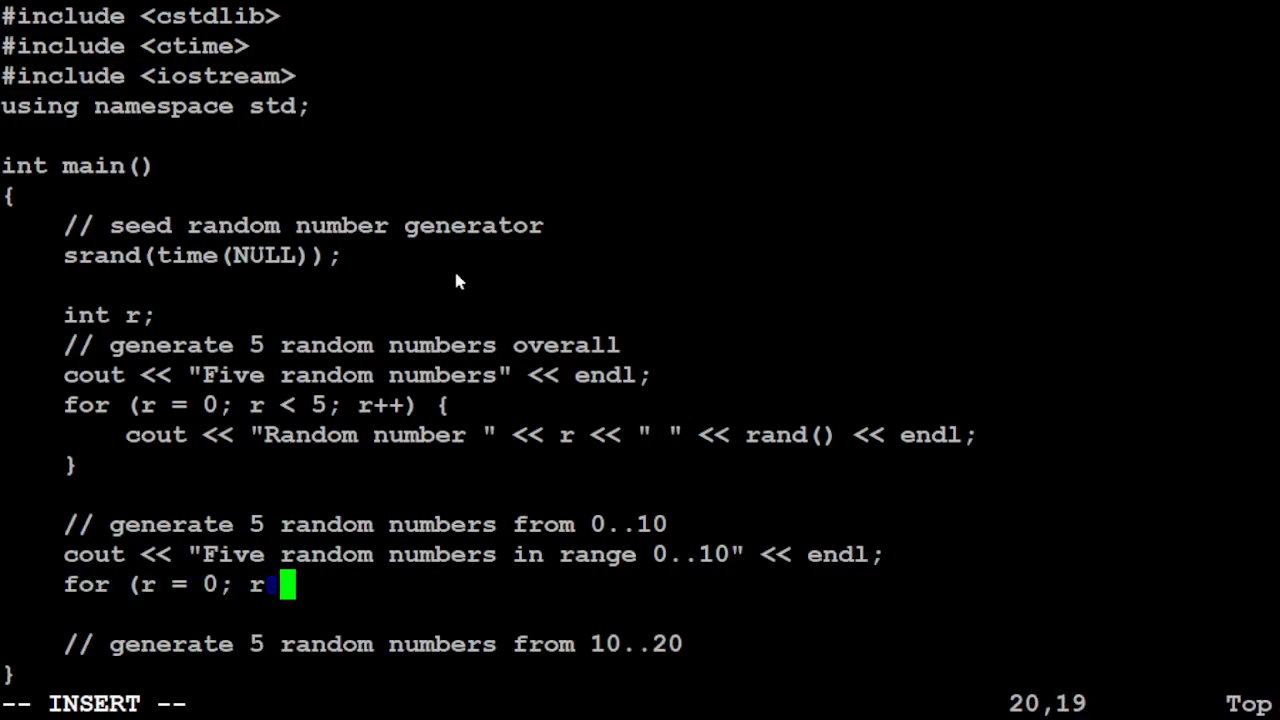 #include <cstdlib>
#include <ctime>
#include <iostream>
using namespace std;
int main()
{
    // seed random number generator
    srand(time(NULL));
    int r;
    // generate 5 random numbers overall
    cout << "Five random numbers" << endl;
    for (r = 0; r < 5; r++) {
        cout << "Random number " << r << " " << rand() << endl;
    }
    // generate 5 random numbers from 0..10
    cout << "Five random numbers in range 0..10" << endl;
    for (r = 0; r
    // generate 5 random numbers from 10..20
}
-- INSERT -- 20,19 Top